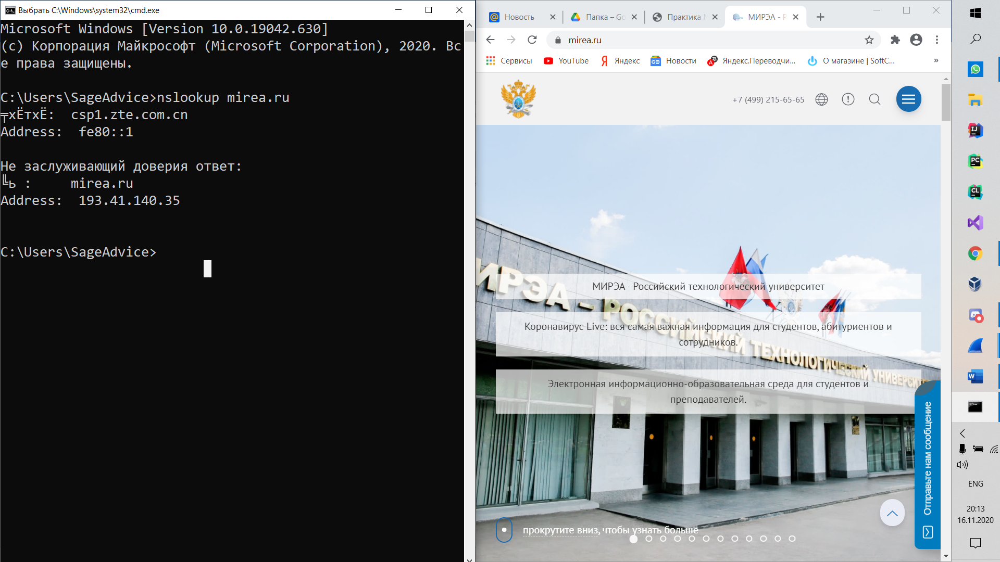 Выбрать C:\Windows\system32\cmd.exe
Microsoft Windows [Version 10.0.19042.630]
(c) Корпорация Майкрософт (Microsoft Corporation), 2020. Вс
е права защищены.
C:\Users\SageAdvice>nslookup mirea.ru
╤хЁтхЁ:  csp1.zte.com.cn
Address:  fe80::1
Не заслуживающий доверия ответ:
╚ь :     mirea.ru
Address:  193.41.140.35
C:\Users\SageAdvice>
Новость
Папка – Go
Практика
МИРЭА - Р
mirea.ru
Сервисы
YouTube
Яндекс
Новости
Яндекс.Переводчи...
О магазине | SoftC...
»
+7 (499) 215-65-65
МИРЭА – РОССИЙСКИЙ ТЕХНОЛОГИЧЕСКИЙ УНИВЕРСИТЕ
МИРЭА - Российский технологический университет
Коронавирус Live: вся самая важная информация для студентов, абитуриентов и
сотрудников.
Электронная информационно-образовательная среда для студентов и
преподавателей.
Отправьте нам сообщение
прокрутите вниз, чтобы узнать больше
ENG
20:13
16.11.2020